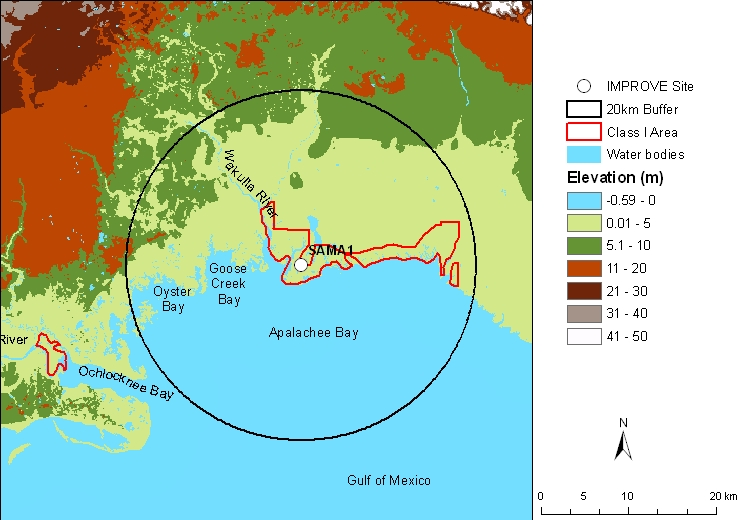 Wakulla River
SAMA1
Goose
Creek
Bay
Oyster
Bay
Apalachee Bay
River
Ochlocknee Bay
Gulf of Mexico
IMPROVE Site
20km Buffer
Class I Area
Water bodies
Elevation (m)
-0.59 - 0
0.01 - 5
5.1 - 10
11 - 20
21 - 30
31 - 40
41 - 50
N
0 5 10 20 km